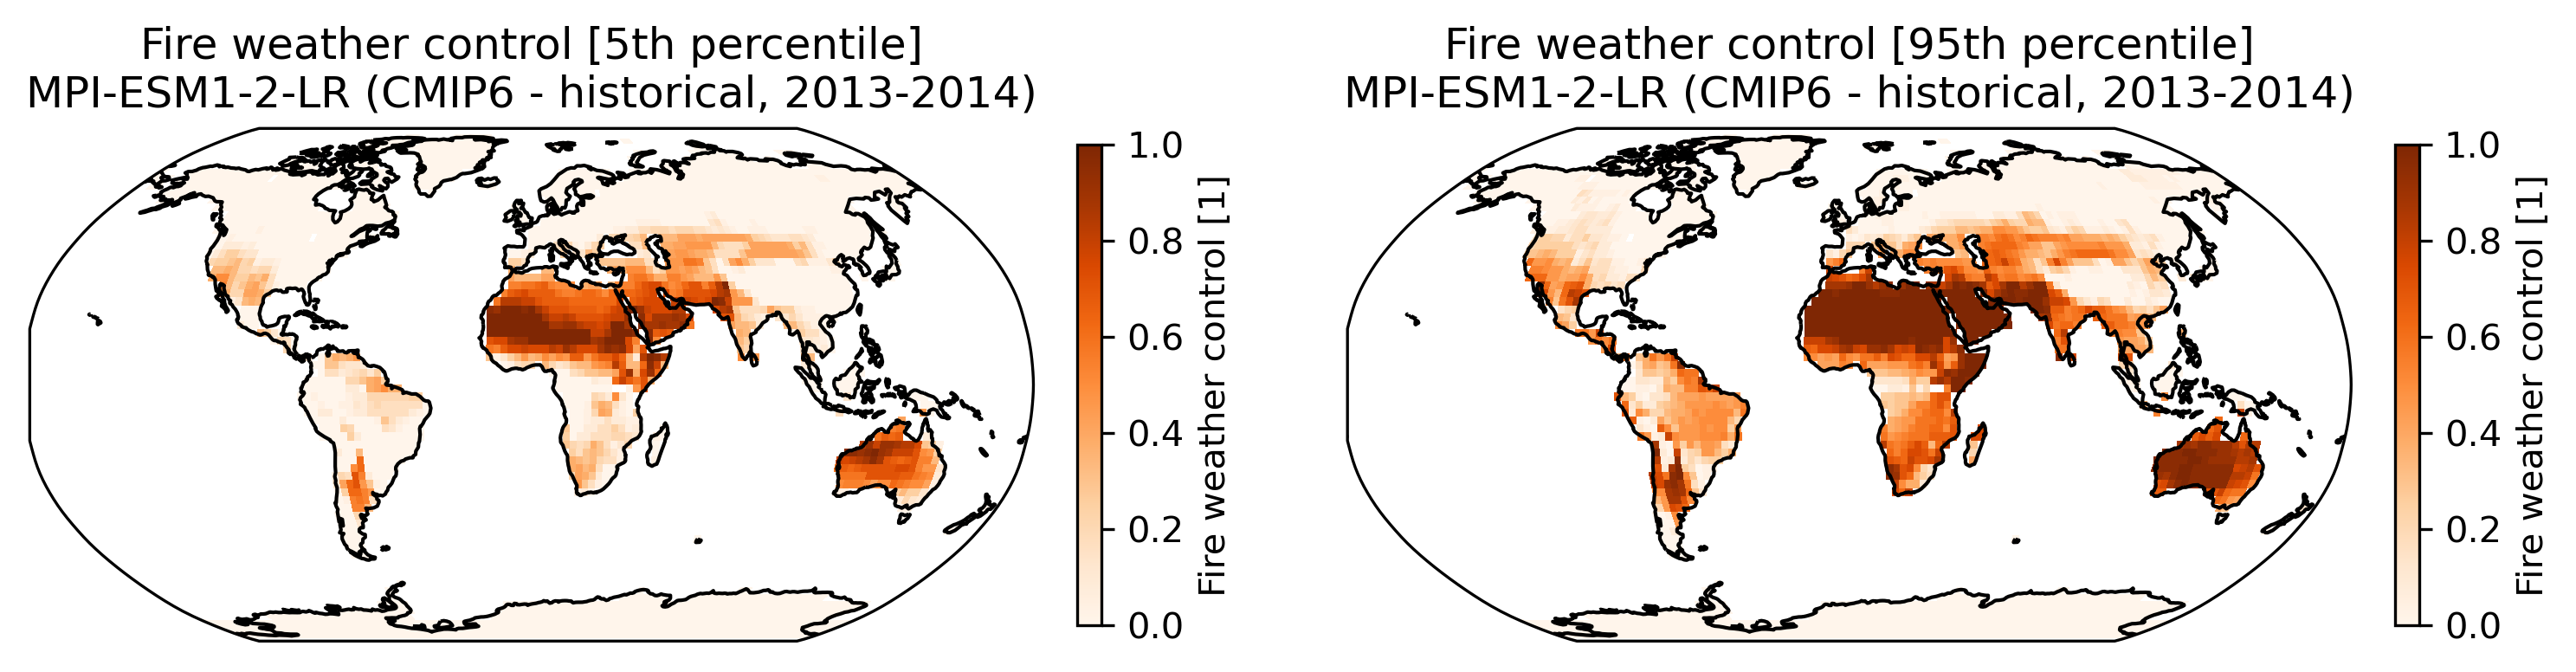 Fire weather control [5th percentile]
MPI-ESM1-2-LR (CMIP6 - historical, 2013-2014)
1.0
0.8
0.6
0.4
0.2
0.0
Fire weather control [1]
Fire weather control [95th percentile]
MPI-ESM1-2-LR (CMIP6 - historical, 2013-2014)
1.0
0.8
0.6
0.4
0.2
0.0
Fire weather control [1]